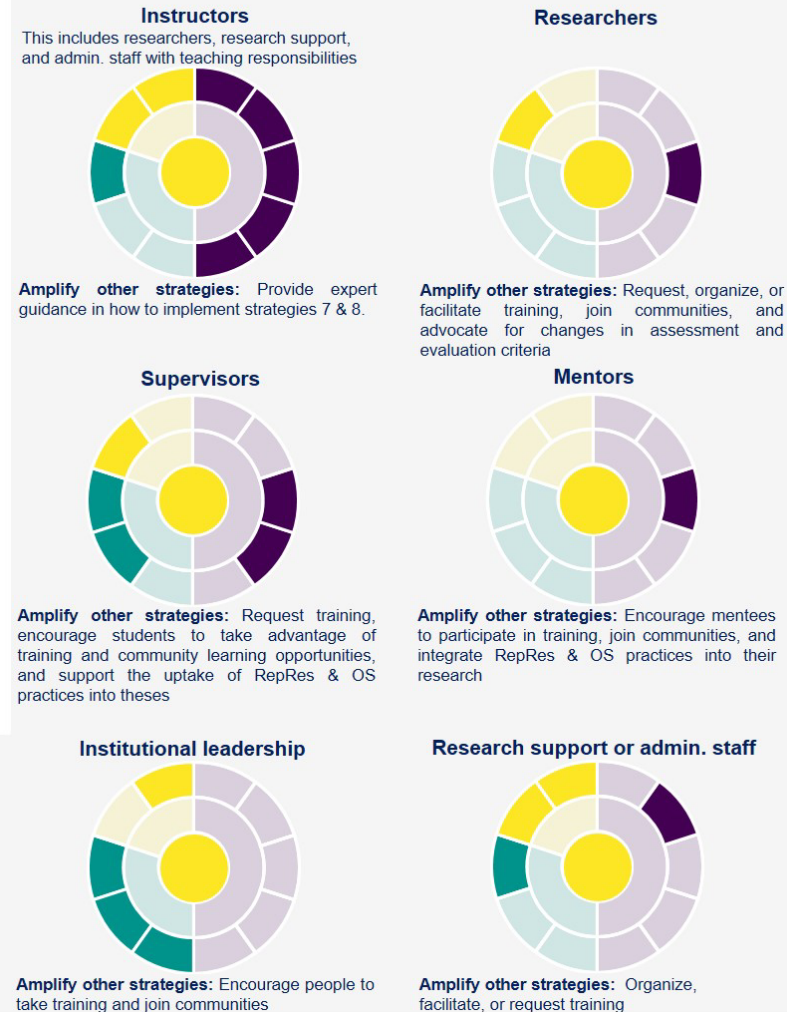 Instructors
This includes researchers, research support,
and admin. staff with teaching responsibilities
Amplify other strategies: Provide expert
guidance in how to implement strategies 7 & 8.
Researchers
Amplify other strategies: Request, organize, or
facilitate training, join communities, and
advocate for changes in assessment and
evaluation criteria
Supervisors
Amplify other strategies: Request training,
encourage students to take advantage of
training and community learning opportunities,
and support the uptake of RepRes & OS
practices into theses
Mentors
Amplify other strategies: Encourage mentees
to participate in training, join communities, and
integrate RepRes & OS practices into their
research
Institutional leadership
Amplify other strategies: Encourage people to
take training and join communities
Research support or admin. staff
Amplify other strategies: Organize,
facilitate, or request training